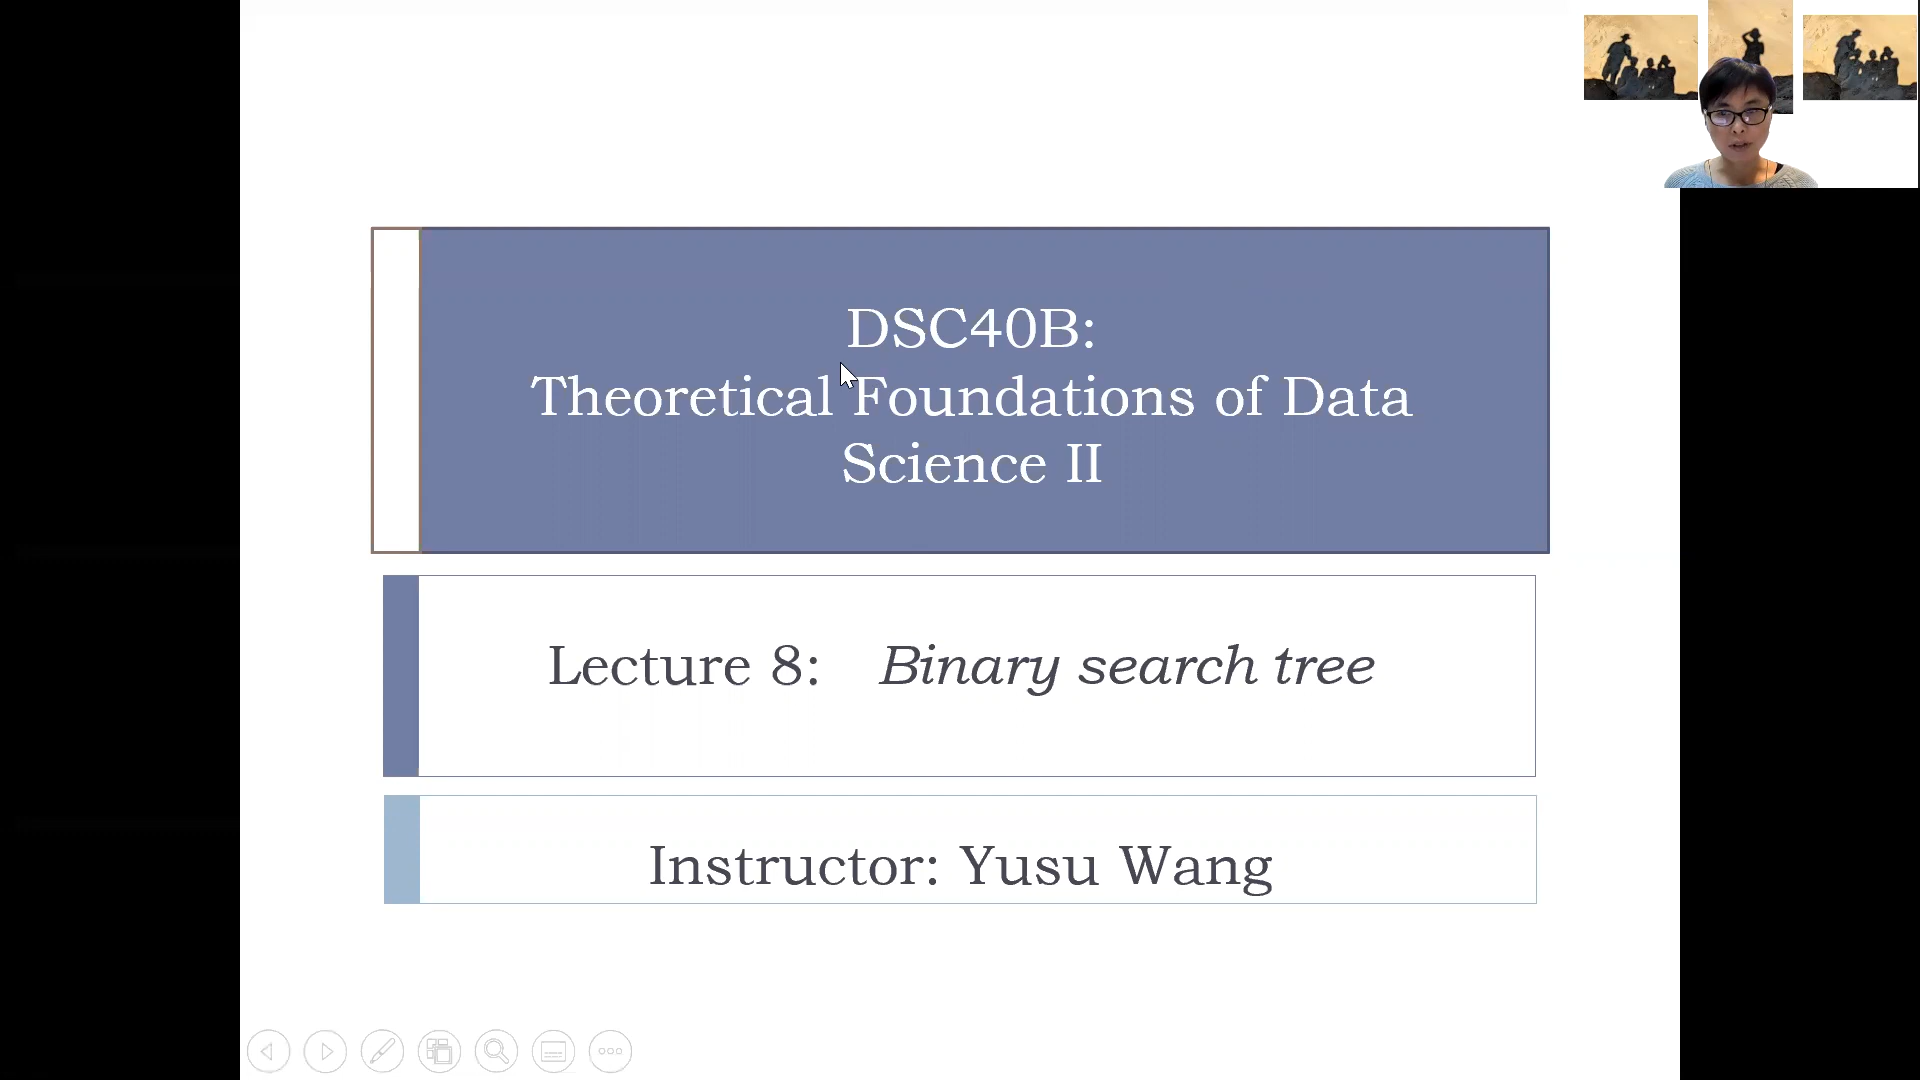 DSC40B:
Theoretical Foundations of Data
Science II
Lecture 8: Binary search tree
Instructor: Yusu Wang